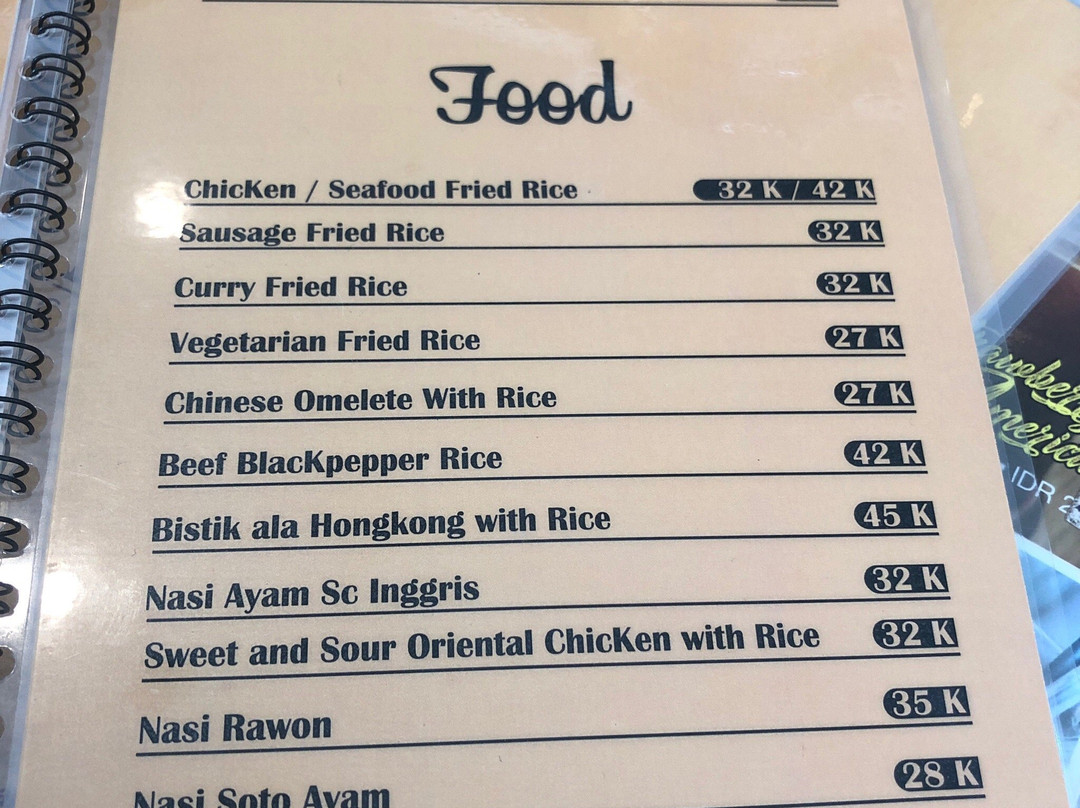 Food
ChicKen / Seafood Fried Rice 32 K / 42 K
Sausage Fried Rice 32 K
Curry Fried Rice 32 K
Vegetarian Fried Rice 27 K
Chinese Omelete With Rice 27 K
Beef BlacKpepper Rice 42 K
Bistik ala Hongkong with Rice 45 K
Nasi Ayam Sc Inggris 32 K
Sweet and Sour Oriental ChicKen with Rice 32 K
Nasi Rawon 35 K
Nasi Soto Ayam 28 K
IDR